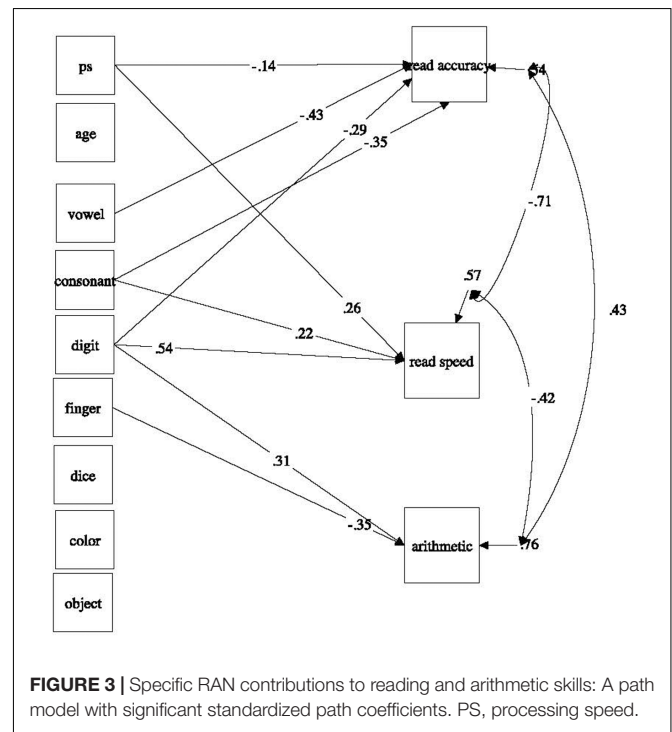 ps
-.14
read accuracy
.54
-.43
-.29
age
-.35
vowel
-.71
consonant
.57
.26
.43
.22
digit
.54
read speed
finger
-.42
.31
dice
-.35
color
arithmetic
.76
object
FIGURE 3 | Specific RAN contributions to reading and arithmetic skills: A path
model with significant standardized path coefficients. PS, processing speed.